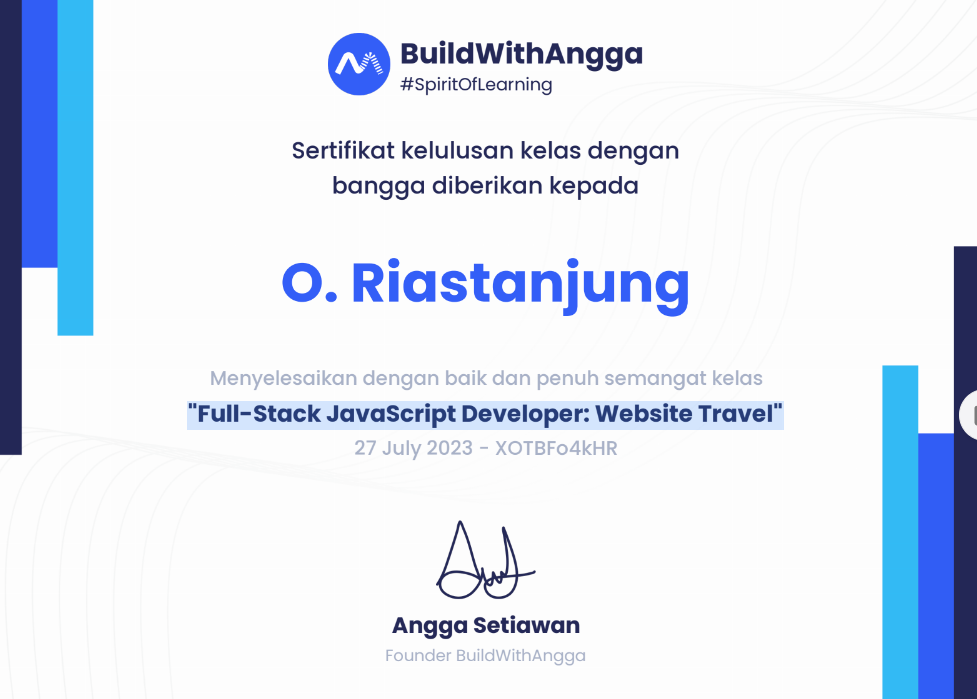 BuildWithAngga
#SpiritOfLearning
Sertifikat kelulusan kelas dengan
bangga diberikan kepada
O. Riastanjung
Menyelesaikan dengan baik dan penuh semangat kelas
"Full-Stack JavaScript Developer: Website Travel"
27 July 2023 - XOTBFo4kHR
Angga Setiawan
Founder BuildWithAngga